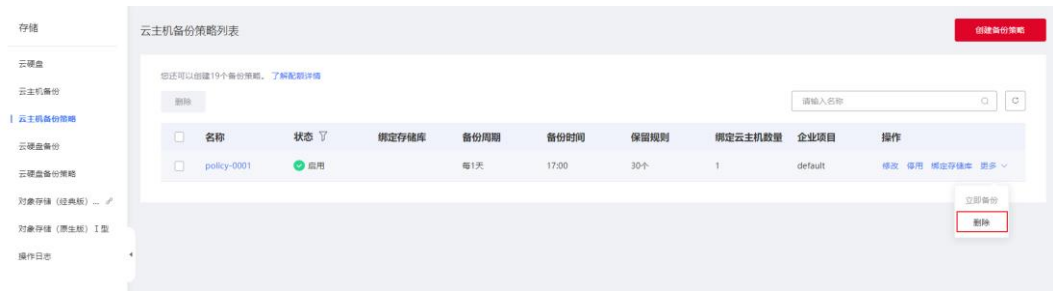 存储
云主机备份策略列表
创建备份策略
云硬盘
云主机备份
云主机备份策略
云硬盘备份
云硬盘备份策略
对象存储（经典版）...
对象存储（原生版）I型
操作日志
您还可以创建19个备份策略。 了解配额详情
删除
请输入名称
名称 状态 绑定存储库 备份周期 备份时间 保留规则 绑定云主机数量 企业项目 操作
policy-0001 启用 每1天 17:00 30个 1 default 修改 停用 绑定存储库 更多
立即备份
删除